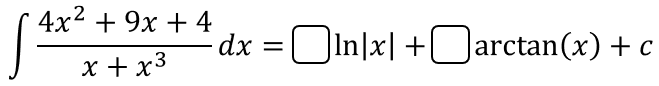 ∫ (4x² + 9x + 4)/(x + x³) dx = □ ln|x| + □ arctan(x) + c